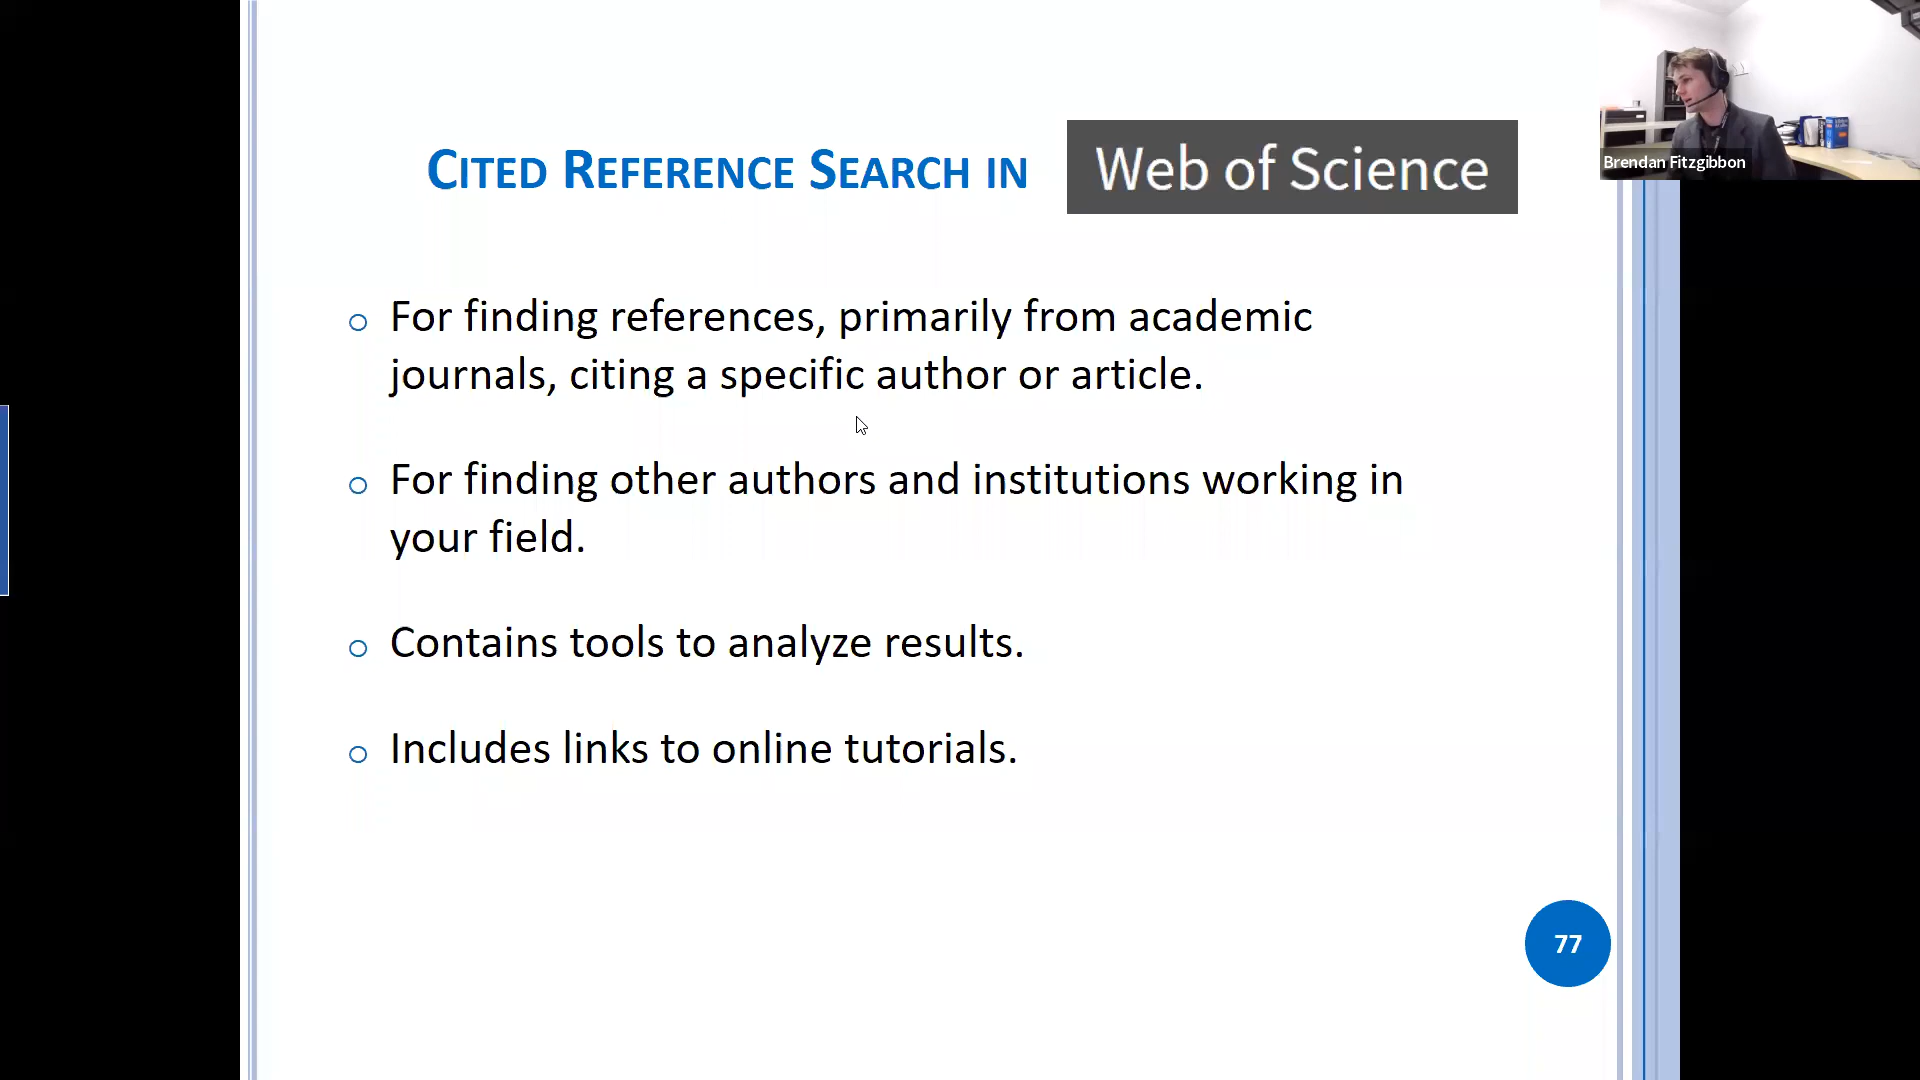 CITED REFERENCE SEARCH IN Web of Science
Brendan Fitzgibbon
For finding references, primarily from academic
journals, citing a specific author or article.
For finding other authors and institutions working in
your field.
Contains tools to analyze results.
Includes links to online tutorials.
77